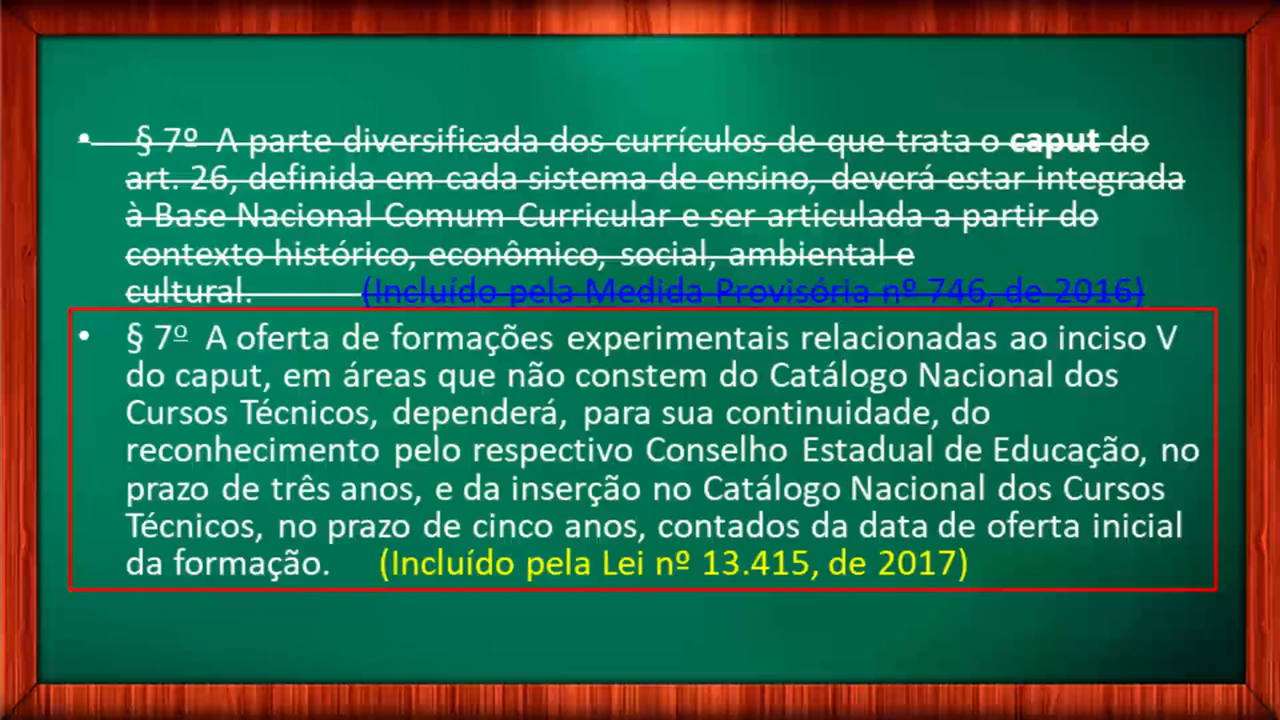 • § 7º A parte diversificada dos currículos de que trata o caput do
art. 26, definida em cada sistema de ensino, deverá estar integrada
à Base Nacional Comum Curricular e ser articulada a partir do
contexto histórico, econômico, social, ambiental e
cultural. (Incluído pela Medida Provisória nº 746, de 2016)
• § 7º A oferta de formações experimentais relacionadas ao inciso V
do caput, em áreas que não constem do Catálogo Nacional dos
Cursos Técnicos, dependerá, para sua continuidade, do
reconhecimento pelo respectivo Conselho Estadual de Educação, no
prazo de três anos, e da inserção no Catálogo Nacional dos Cursos
Técnicos, no prazo de cinco anos, contados da data de oferta inicial
da formação. (Incluído pela Lei nº 13.415, de 2017)